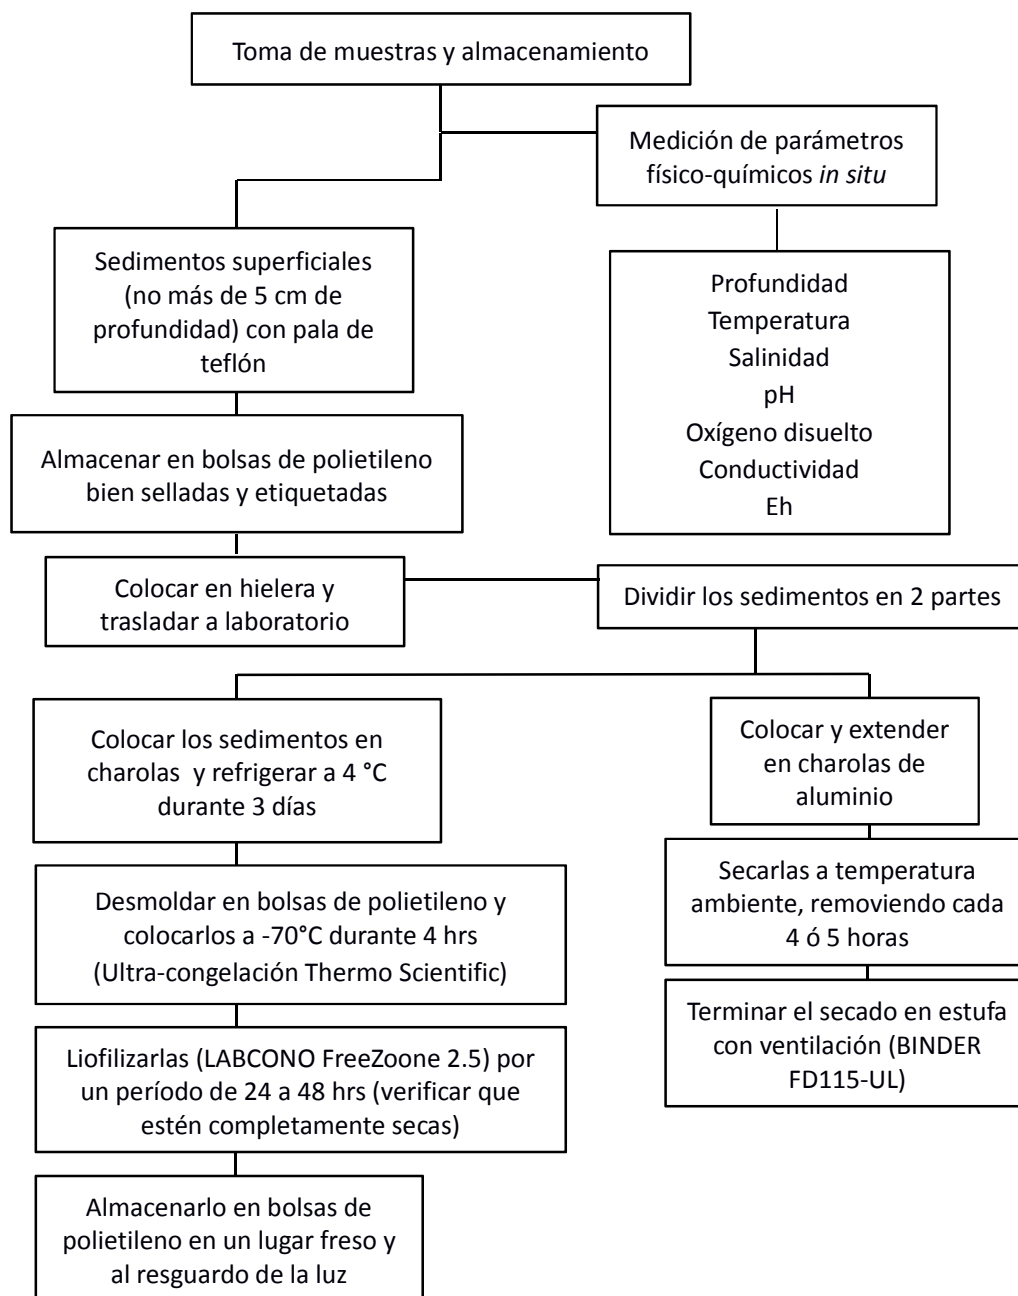 Toma de muestras y almacenamiento
Medición de parámetros
físico-químicos in situ
Sedimentos superficiales
(no más de 5 cm de
profundidad) con pala de
teflón
Profundidad
Temperatura
Salinidad
pH
Oxígeno disuelto
Conductividad
Eh
Almacenar en bolsas de polietileno
bien selladas y etiquetadas
Colocar en hielera y
trasladar a laboratorio
Dividir los sedimentos en 2 partes
Colocar los sedimentos en
charolas y refrigerar a 4 °C
durante 3 días
Desmoldar en bolsas de polietileno y
colocarlos a -70°C durante 4 hrs
(Ultra-congelación Thermo Scientific)
Liofilizarlas (LABCONO FreeZoone 2.5) por
un período de 24 a 48 hrs (verificar que
estén completamente secas)
Almacenarlo en bolsas de
polietileno en un lugar freso y
al resguardo de la luz
Colocar y extender
en charolas de
aluminio
Secarlas a temperatura
ambiente, removiendo cada
4 ó 5 horas
Terminar el secado en estufa
con ventilación (BINDER
FD115-UL)